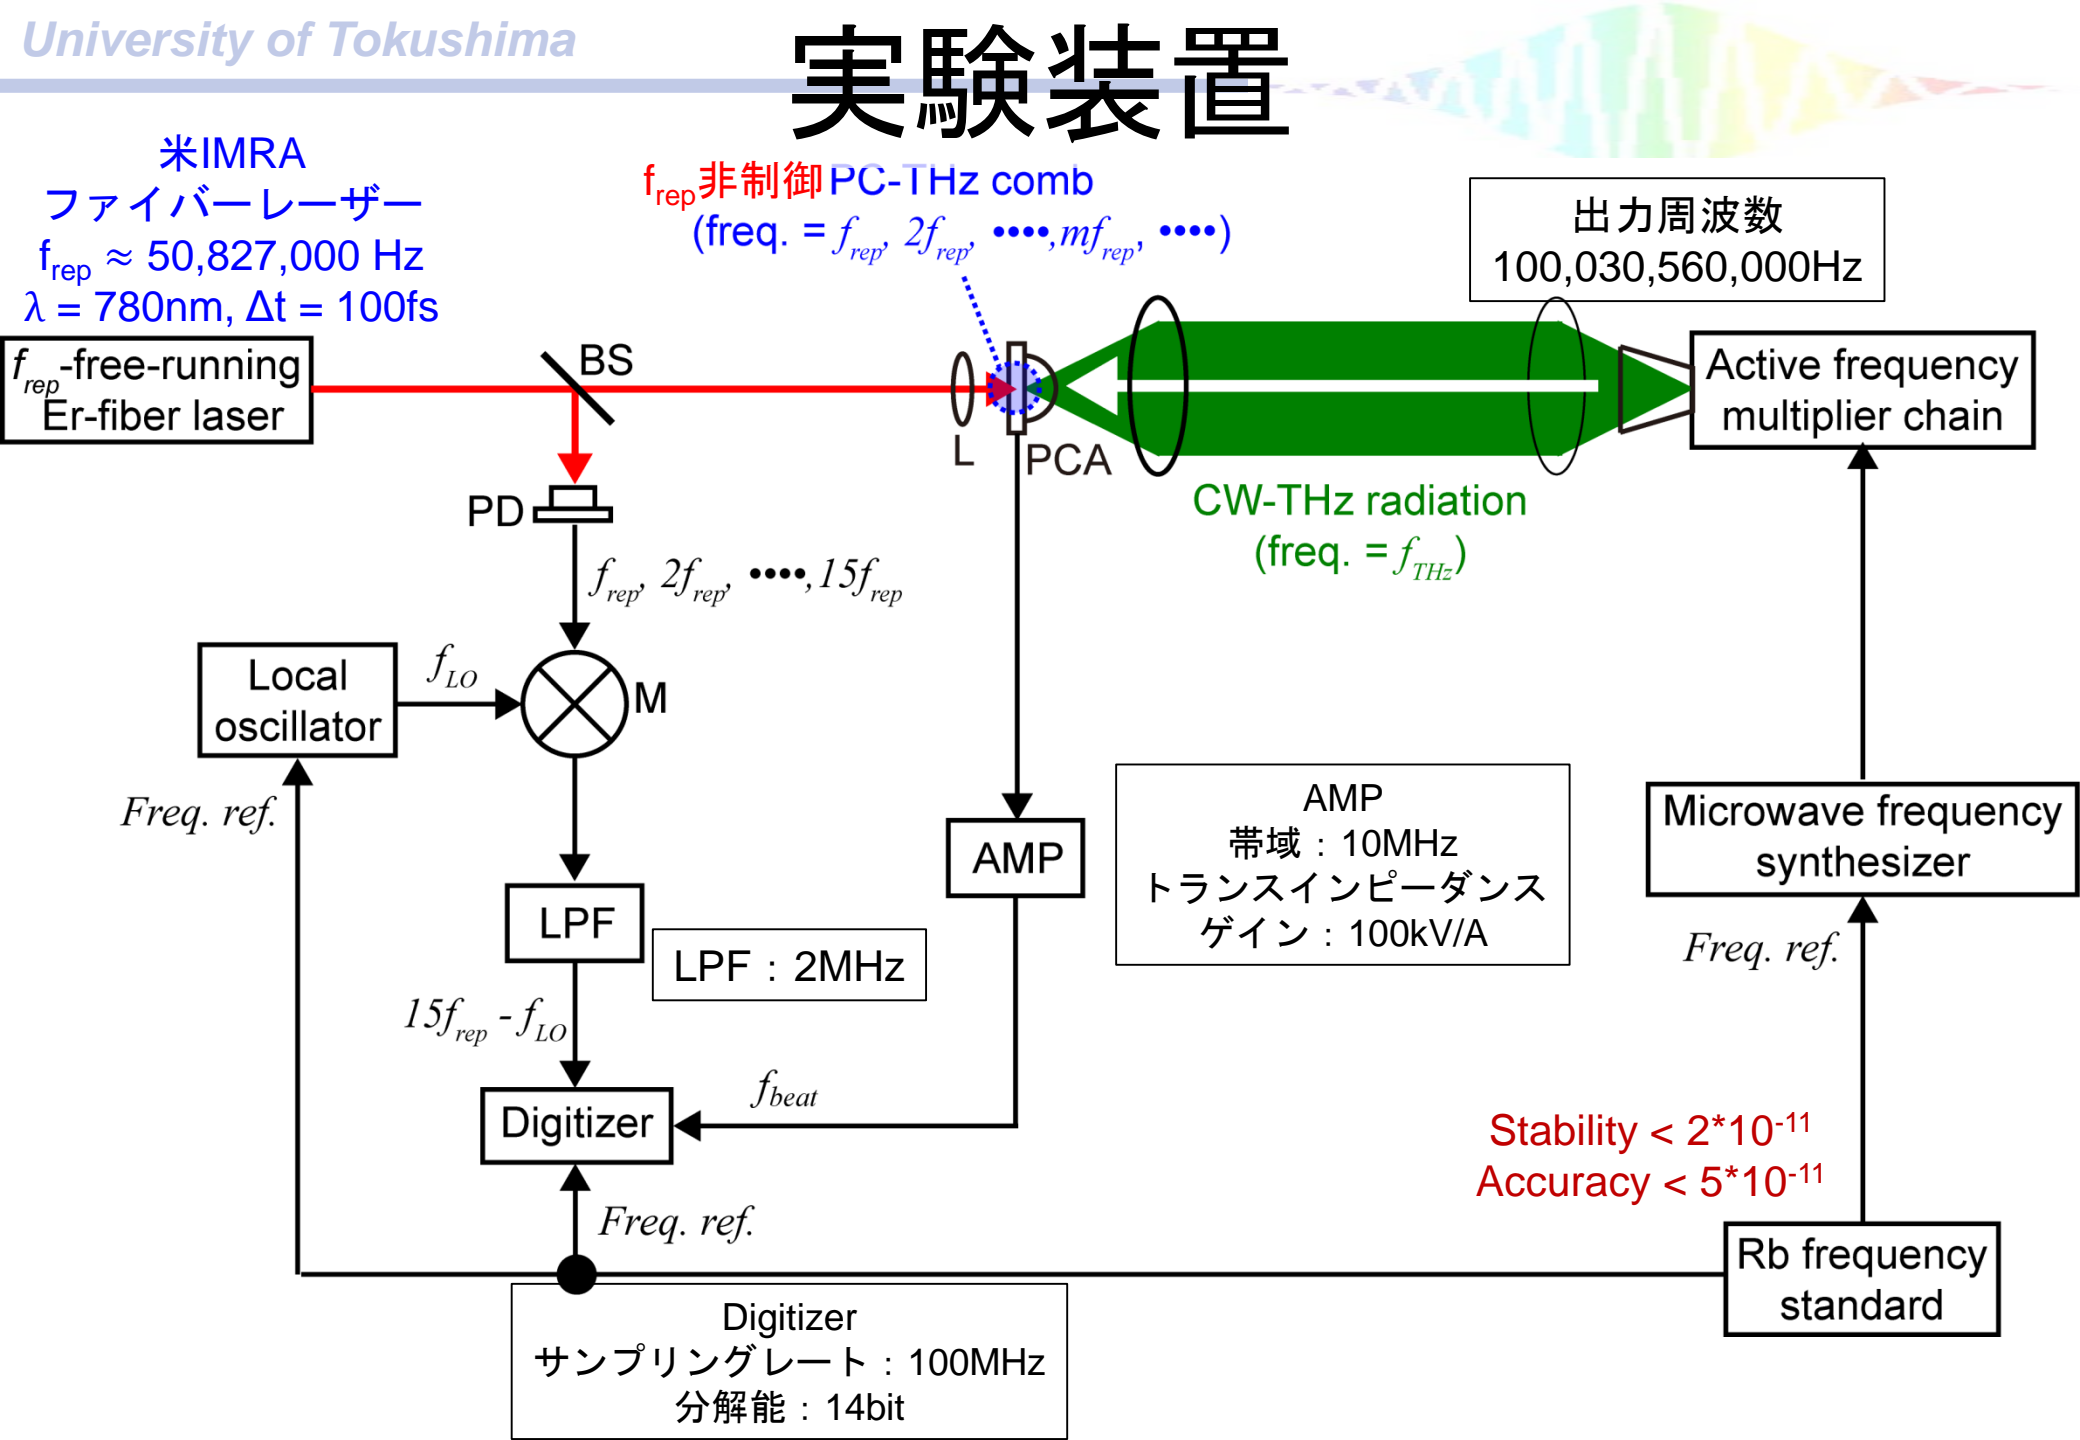 University of Tokushima
実験装置
米IMRA
ファイバーレーザー
frep ≈ 50,827,000 Hz
λ = 780nm, Δt = 100fs
frep非制御 PC-THz comb
(freq. = frep, 2frep, ••••, mfrep, ••••)
出力周波数
100,030,560,000Hz
frep-free-running
Er-fiber laser
BS
L
PCA
Active frequency
multiplier chain
PD
CW-THz radiation
(freq. = fTHz)
frep, 2frep, ••••, 15frep
Local
oscillator
fLO
M
Freq. ref.
AMP
AMP
帯域：10MHz
トランスインピーダンス
ゲイン：100kV/A
Microwave frequency
synthesizer
LPF
LPF：2MHz
Freq. ref.
15frep - fLO
fbeat
Digitizer
Stability < 2*10-11
Accuracy < 5*10-11
Freq. ref.
Rb frequency
standard
Digitizer
サンプリングレート：100MHz
分解能：14bit